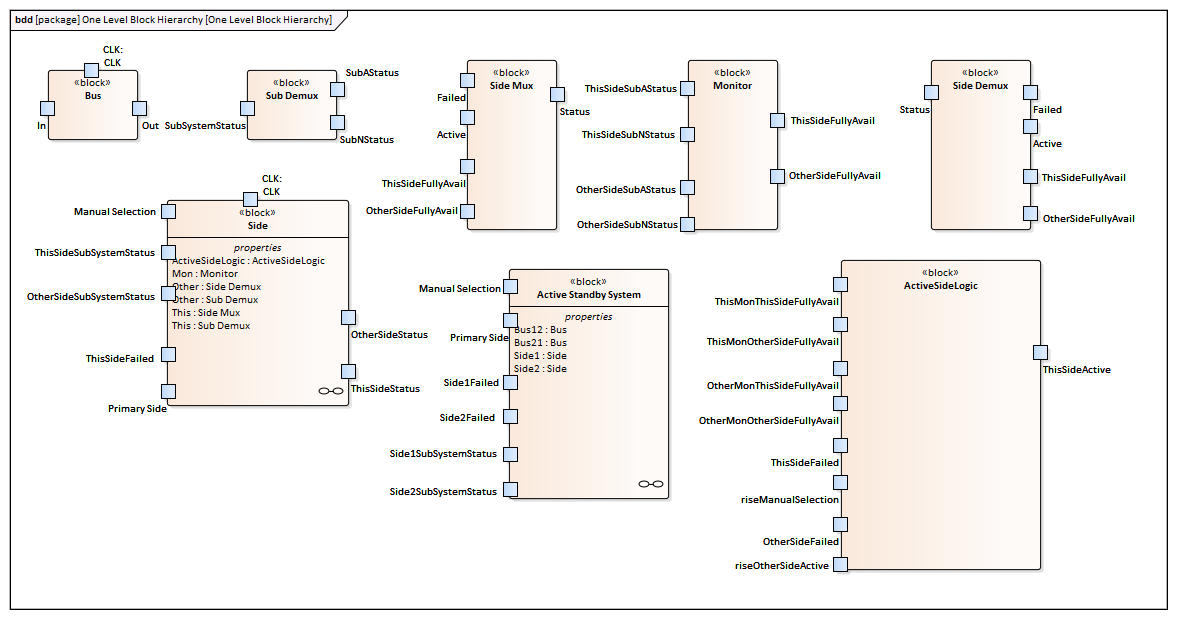 bdd [package] One Level Block Hierarchy [One Level Block Hierarchy]
CLK:
CLK
«block»
Bus
In
Out
«block»
Sub Demux
SubAStatus
SubSystemStatus
SubNStatus
«block»
Side Mux
Failed
Status
Active
ThisSideFullyAvail
OtherSideFullyAvail
«block»
Monitor
ThisSideSubAStatus
ThisSideFullyAvail
ThisSideSubNStatus
OtherSideFullyAvail
OtherSideSubAStatus
OtherSideSubNStatus
«block»
Side Demux
Status
Failed
Active
ThisSideFullyAvail
OtherSideFullyAvail
CLK:
CLK
Manual Selection
«block»
Side
ThisSideSubSystemStatus
properties
ActiveSideLogic : ActiveSideLogic
Mon : Monitor
Other : Side Demux
OtherSideSubSystemStatus
Other : Sub Demux
This : Side Mux
This : Sub Demux
OtherSideStatus
ThisSideFailed
ThisSideStatus
Primary Side
«block»
Manual Selection
Active Standby System
properties
Primary Side
Bus12 : Bus
Bus21 : Bus
Side1 : Side
Side2 : Side
Side1Failed
Side2Failed
Side1SubSystemStatus
Side2SubSystemStatus
«block»
ActiveSideLogic
ThisMonThisSideFullyAvail
ThisMonOtherSideFullyAvail
ThisSideActive
OtherMonThisSideFullyAvail
OtherMonOtherSideFullyAvail
ThisSideFailed
riseManualSelection
OtherSideFailed
riseOtherSideActive